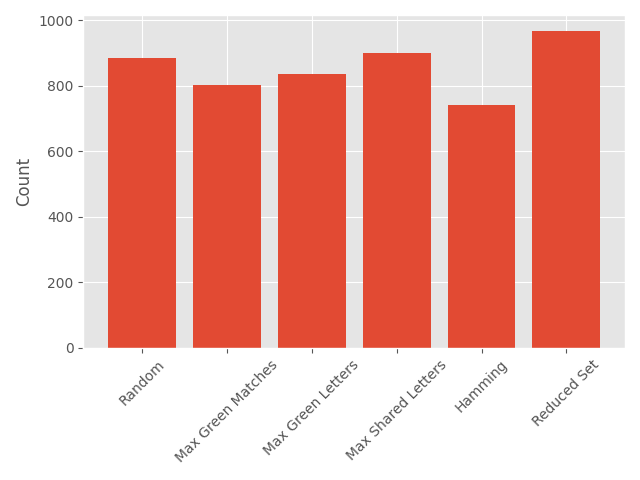 1000
800
600
400
200
0
Count
Random
Max Green Matches
Max Green Letters
Max Shared Letters
Hamming
Reduced Set